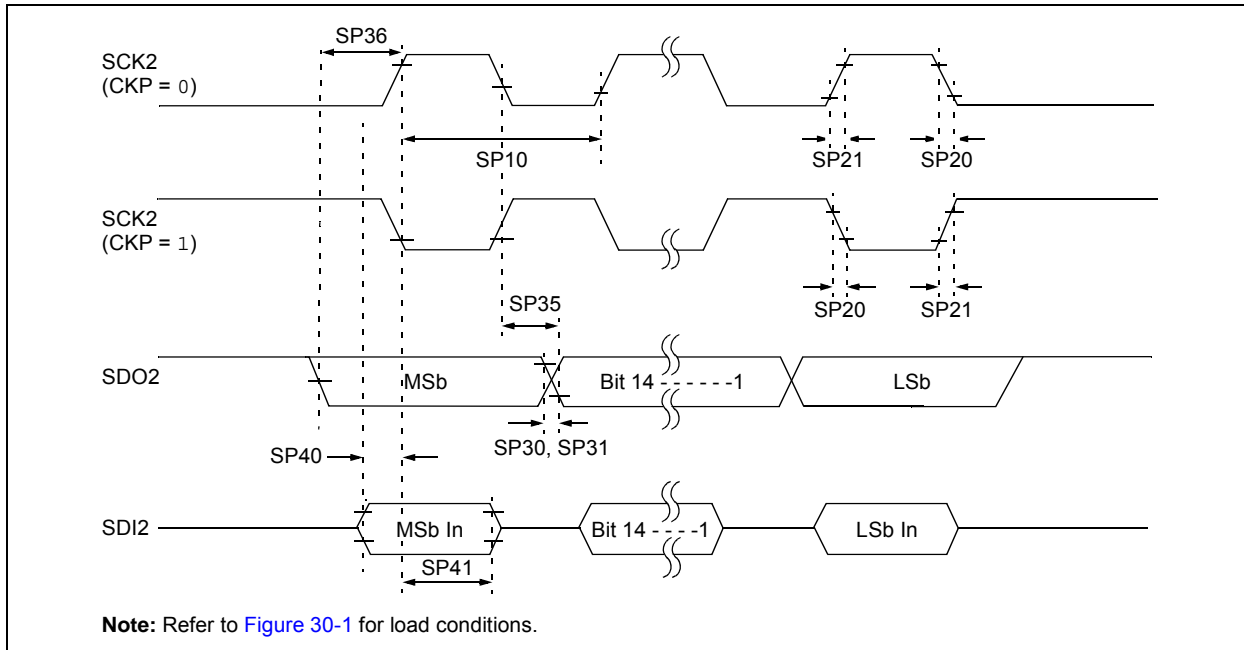 SP36
SCK2
(CKP = 0)
SP10
SP21
SP20
SCK2
(CKP = 1)
SP35
SP20
SP21
SDO2
MSb
Bit 14 - - - - - -1
LSb
SP30, SP31
SP40
SDI2
MSb In
Bit 14 - - - -1
LSb In
SP41
Note: Refer to Figure 30-1 for load conditions.